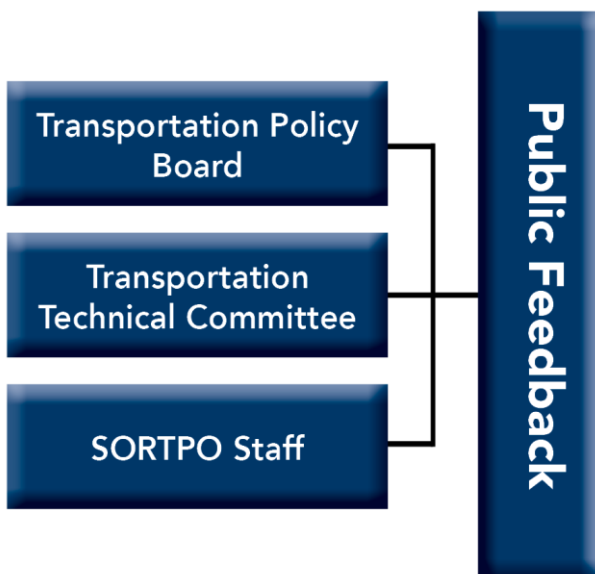 Transportation Policy
Board
Transportation
Technical Committee
SORTPO Staff
Public Feedback